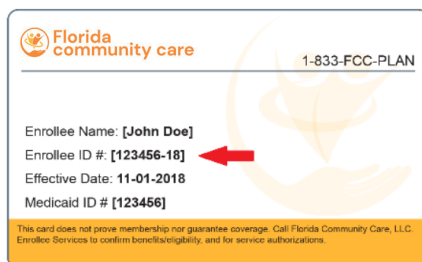 Florida
community care
1-833-FCC-PLAN
Enrollee Name: [John Doe]
Enrollee ID #: [123456-18]
Effective Date: 11-01-2018
Medicaid ID # [123456]
This card does not prove membership nor guarantee coverage. Call Florida Community Care, LLC.
Enrollee Services to confirm benefits/eligibility, and for service authorizations.